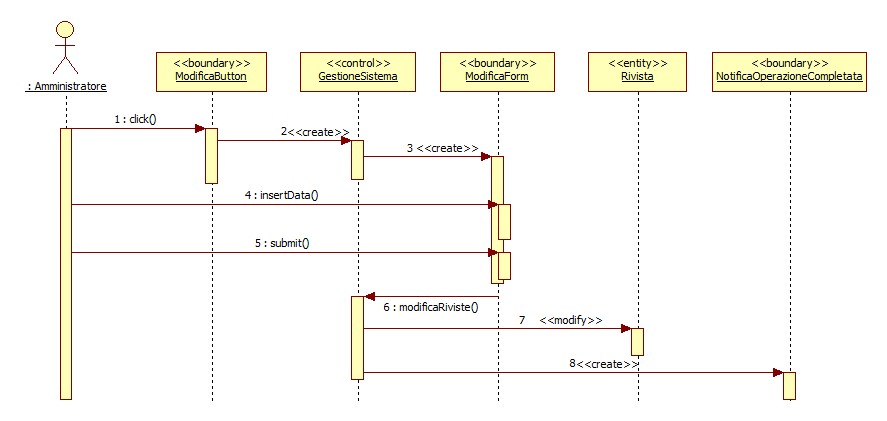 : Amministratore
<<boundary>>
ModificaButton
<<control>>
GestioneSistema
<<boundary>>
ModificaForm
<<entity>>
Rivista
<<boundary>>
NotificaOperazioneCompletata
1 : click()
2<<create>>
3 <<create>>
4 : insertData()
5 : submit()
6 : modificaRiviste()
7 <<modify>>
8<<create>>